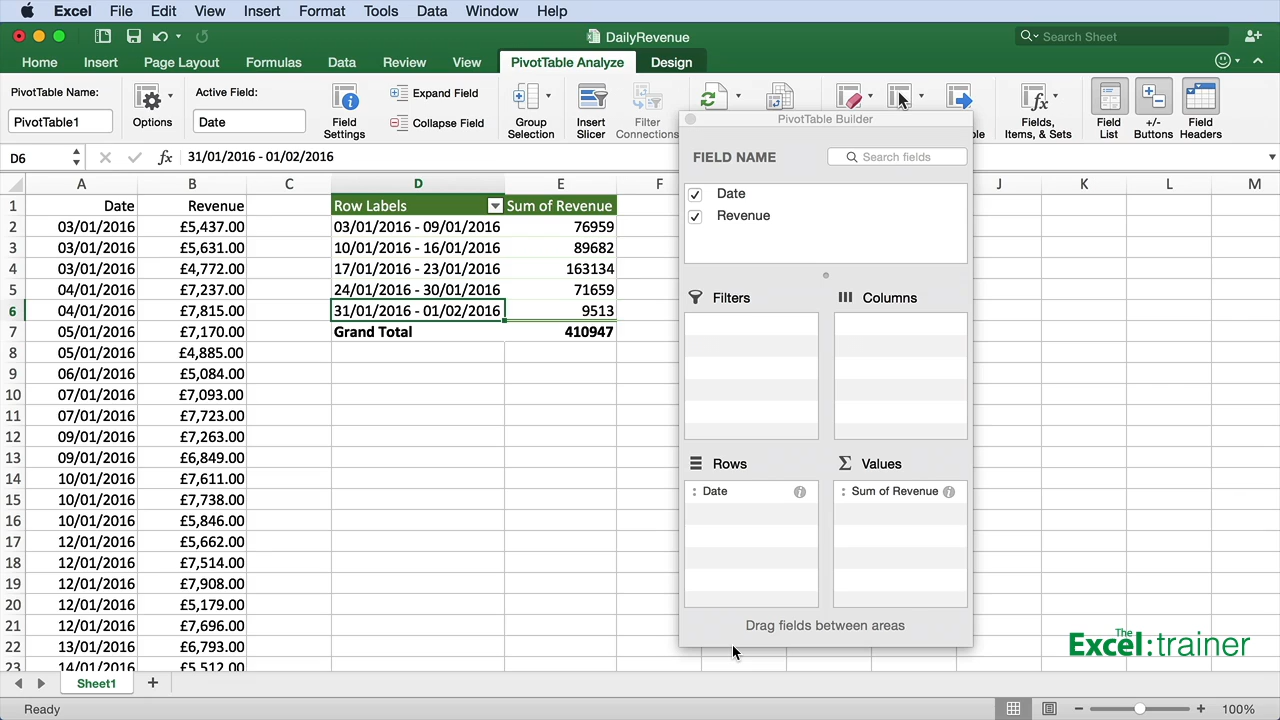 Excel File Edit View Insert Format Tools Data Window Help
DailyRevenue
Search Sheet
Home Insert Page Layout Formulas Data Review View PivotTable Analyze Design
PivotTable Name:
PivotTable1
Options
Active Field:
Date
Field Settings
Expand Field
Collapse Field
Group Selection
Insert Slicer
Filter Connections
Fields, Items, & Sets
Field List
+/- Buttons
Field Headers
D6 fx 31/01/2016 - 01/02/2016
A B C D E F J K L M
1 Date Revenue Row Labels Sum of Revenue
2 03/01/2016 £5,437.00 03/01/2016 - 09/01/2016 76959
3 03/01/2016 £5,631.00 10/01/2016 - 16/01/2016 89682
4 03/01/2016 £4,772.00 17/01/2016 - 23/01/2016 163134
5 04/01/2016 £7,237.00 24/01/2016 - 30/01/2016 71659
6 04/01/2016 £7,815.00 31/01/2016 - 01/02/2016 9513
7 05/01/2016 £7,170.00 Grand Total 410947
8 05/01/2016 £4,885.00
9 06/01/2016 £5,084.00
10 07/01/2016 £7,093.00
11 07/01/2016 £7,723.00
12 09/01/2016 £7,263.00
13 09/01/2016 £6,849.00
14 10/01/2016 £7,611.00
15 10/01/2016 £7,738.00
16 10/01/2016 £5,846.00
17 12/01/2016 £5,662.00
18 12/01/2016 £7,514.00
19 12/01/2016 £7,908.00
20 12/01/2016 £5,179.00
21 12/01/2016 £7,696.00
22 13/01/2016 £6,793.00
23 14/01/2016 £5,512.00
PivotTable Builder
FIELD NAME
Search fields
Date
Revenue
Filters
Columns
Rows
Values
Date
Sum of Revenue
Drag fields between areas
The Excel:trainer
Sheet1
Ready
100%